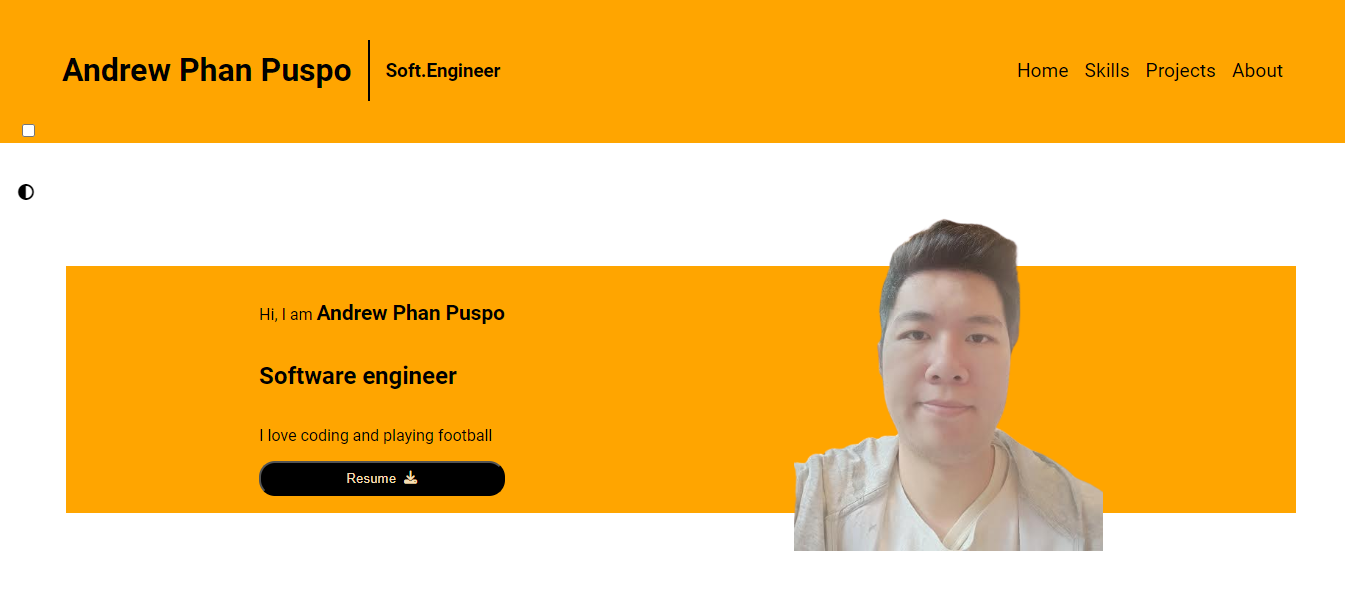 Andrew Phan Puspo
Soft.Engineer
Home Skills Projects About
Hi, I am Andrew Phan Puspo
Software engineer
I love coding and playing football
Resume